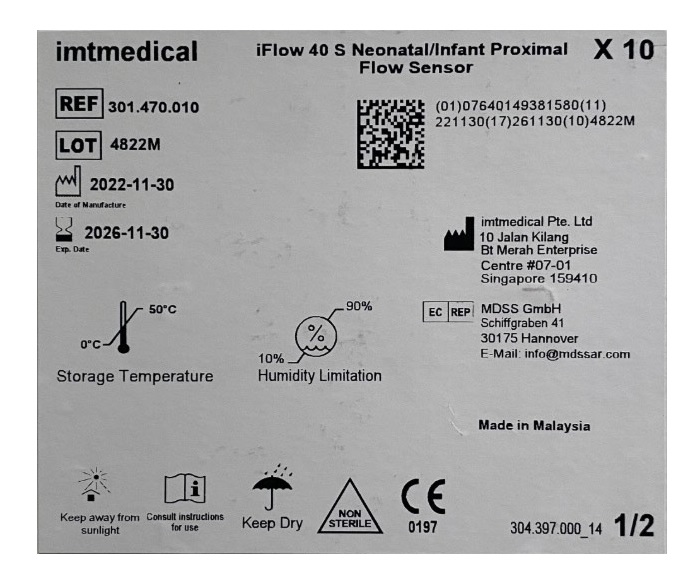 imtmedical
iFlow 40 S Neonatal/Infant Proximal
Flow Sensor
X 10
REF 301.470.010
LOT 4822M
2022-11-30
Date of Manufacture
2026-11-30
Exp. Date
(01)07640149381580(11)
221130(17)261130(10)4822M
imtmedical Pte. Ltd
10 Jalan Kilang
Bt Merah Enterprise
Centre #07-01
Singapore 159410
EC REP
MDSS GmbH
Schiffgraben 41
30175 Hannover
E-Mail: info@mdssar.com
50°C
0°C
Storage Temperature
90%
%
10%
Humidity Limitation
Made in Malaysia
Keep away from
sunlight
i
Consult instructions
for use
Keep Dry
NON
STERILE
CE
0197
304.397.000_14 1/2